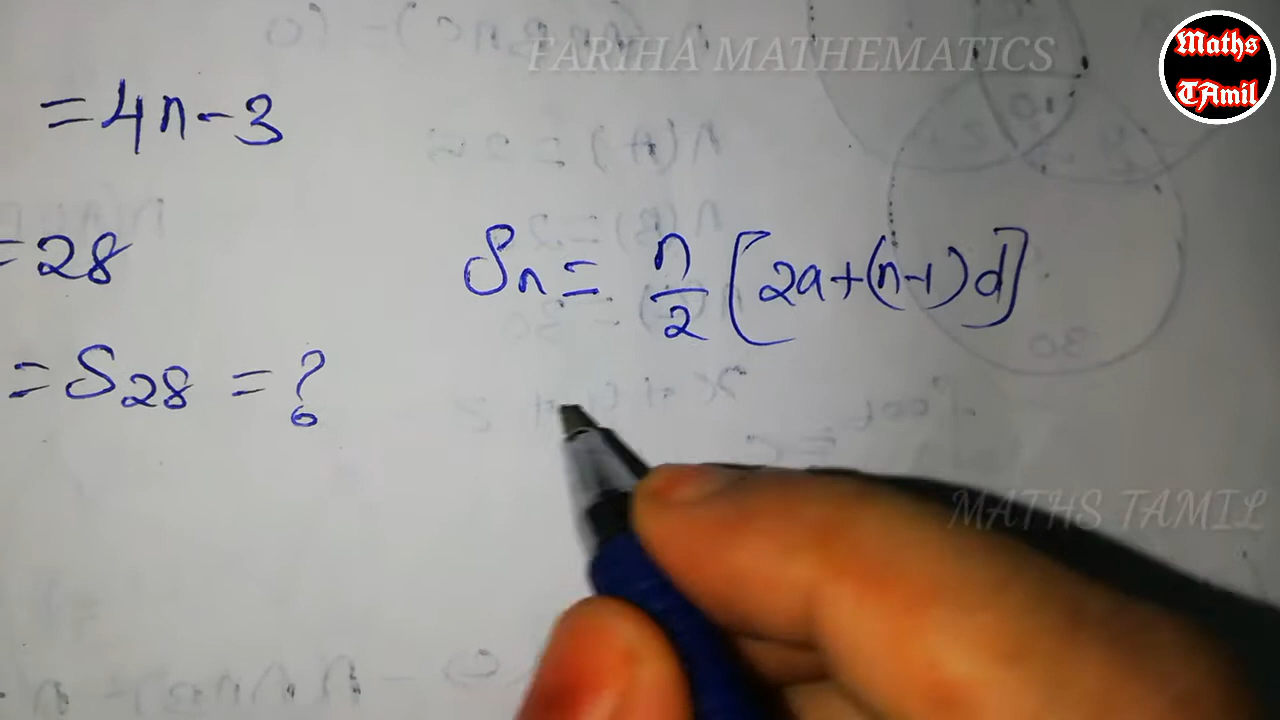 FARIHA MATHEMATICS
Maths
TAmil
= 4n - 3
= 28
Sn = n/2 [2a + (n-1) d]
= S28 = ?
MATHS TAMIL